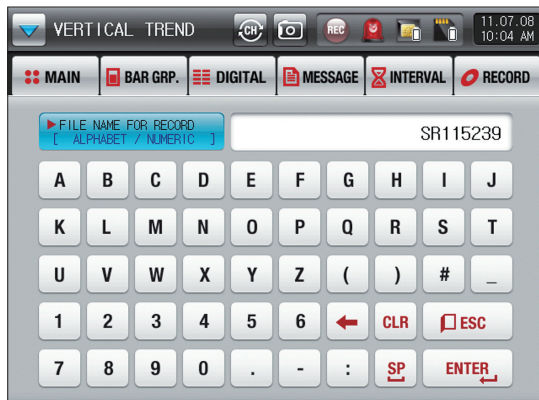 VERTICAL TREND CH REC 11.07.08
10:04 AM
MAIN BAR GRP. DIGITAL MESSAGE INTERVAL RECORD
FILE NAME FOR RECORD
[ ALPHABET / NUMERIC ]
SR115239
A B C D E F G H I J
K L M N O P Q R S T
U V W X Y Z ( ) # _
1 2 3 4 5 6 CLR ESC
7 8 9 0 . - : SP ENTER